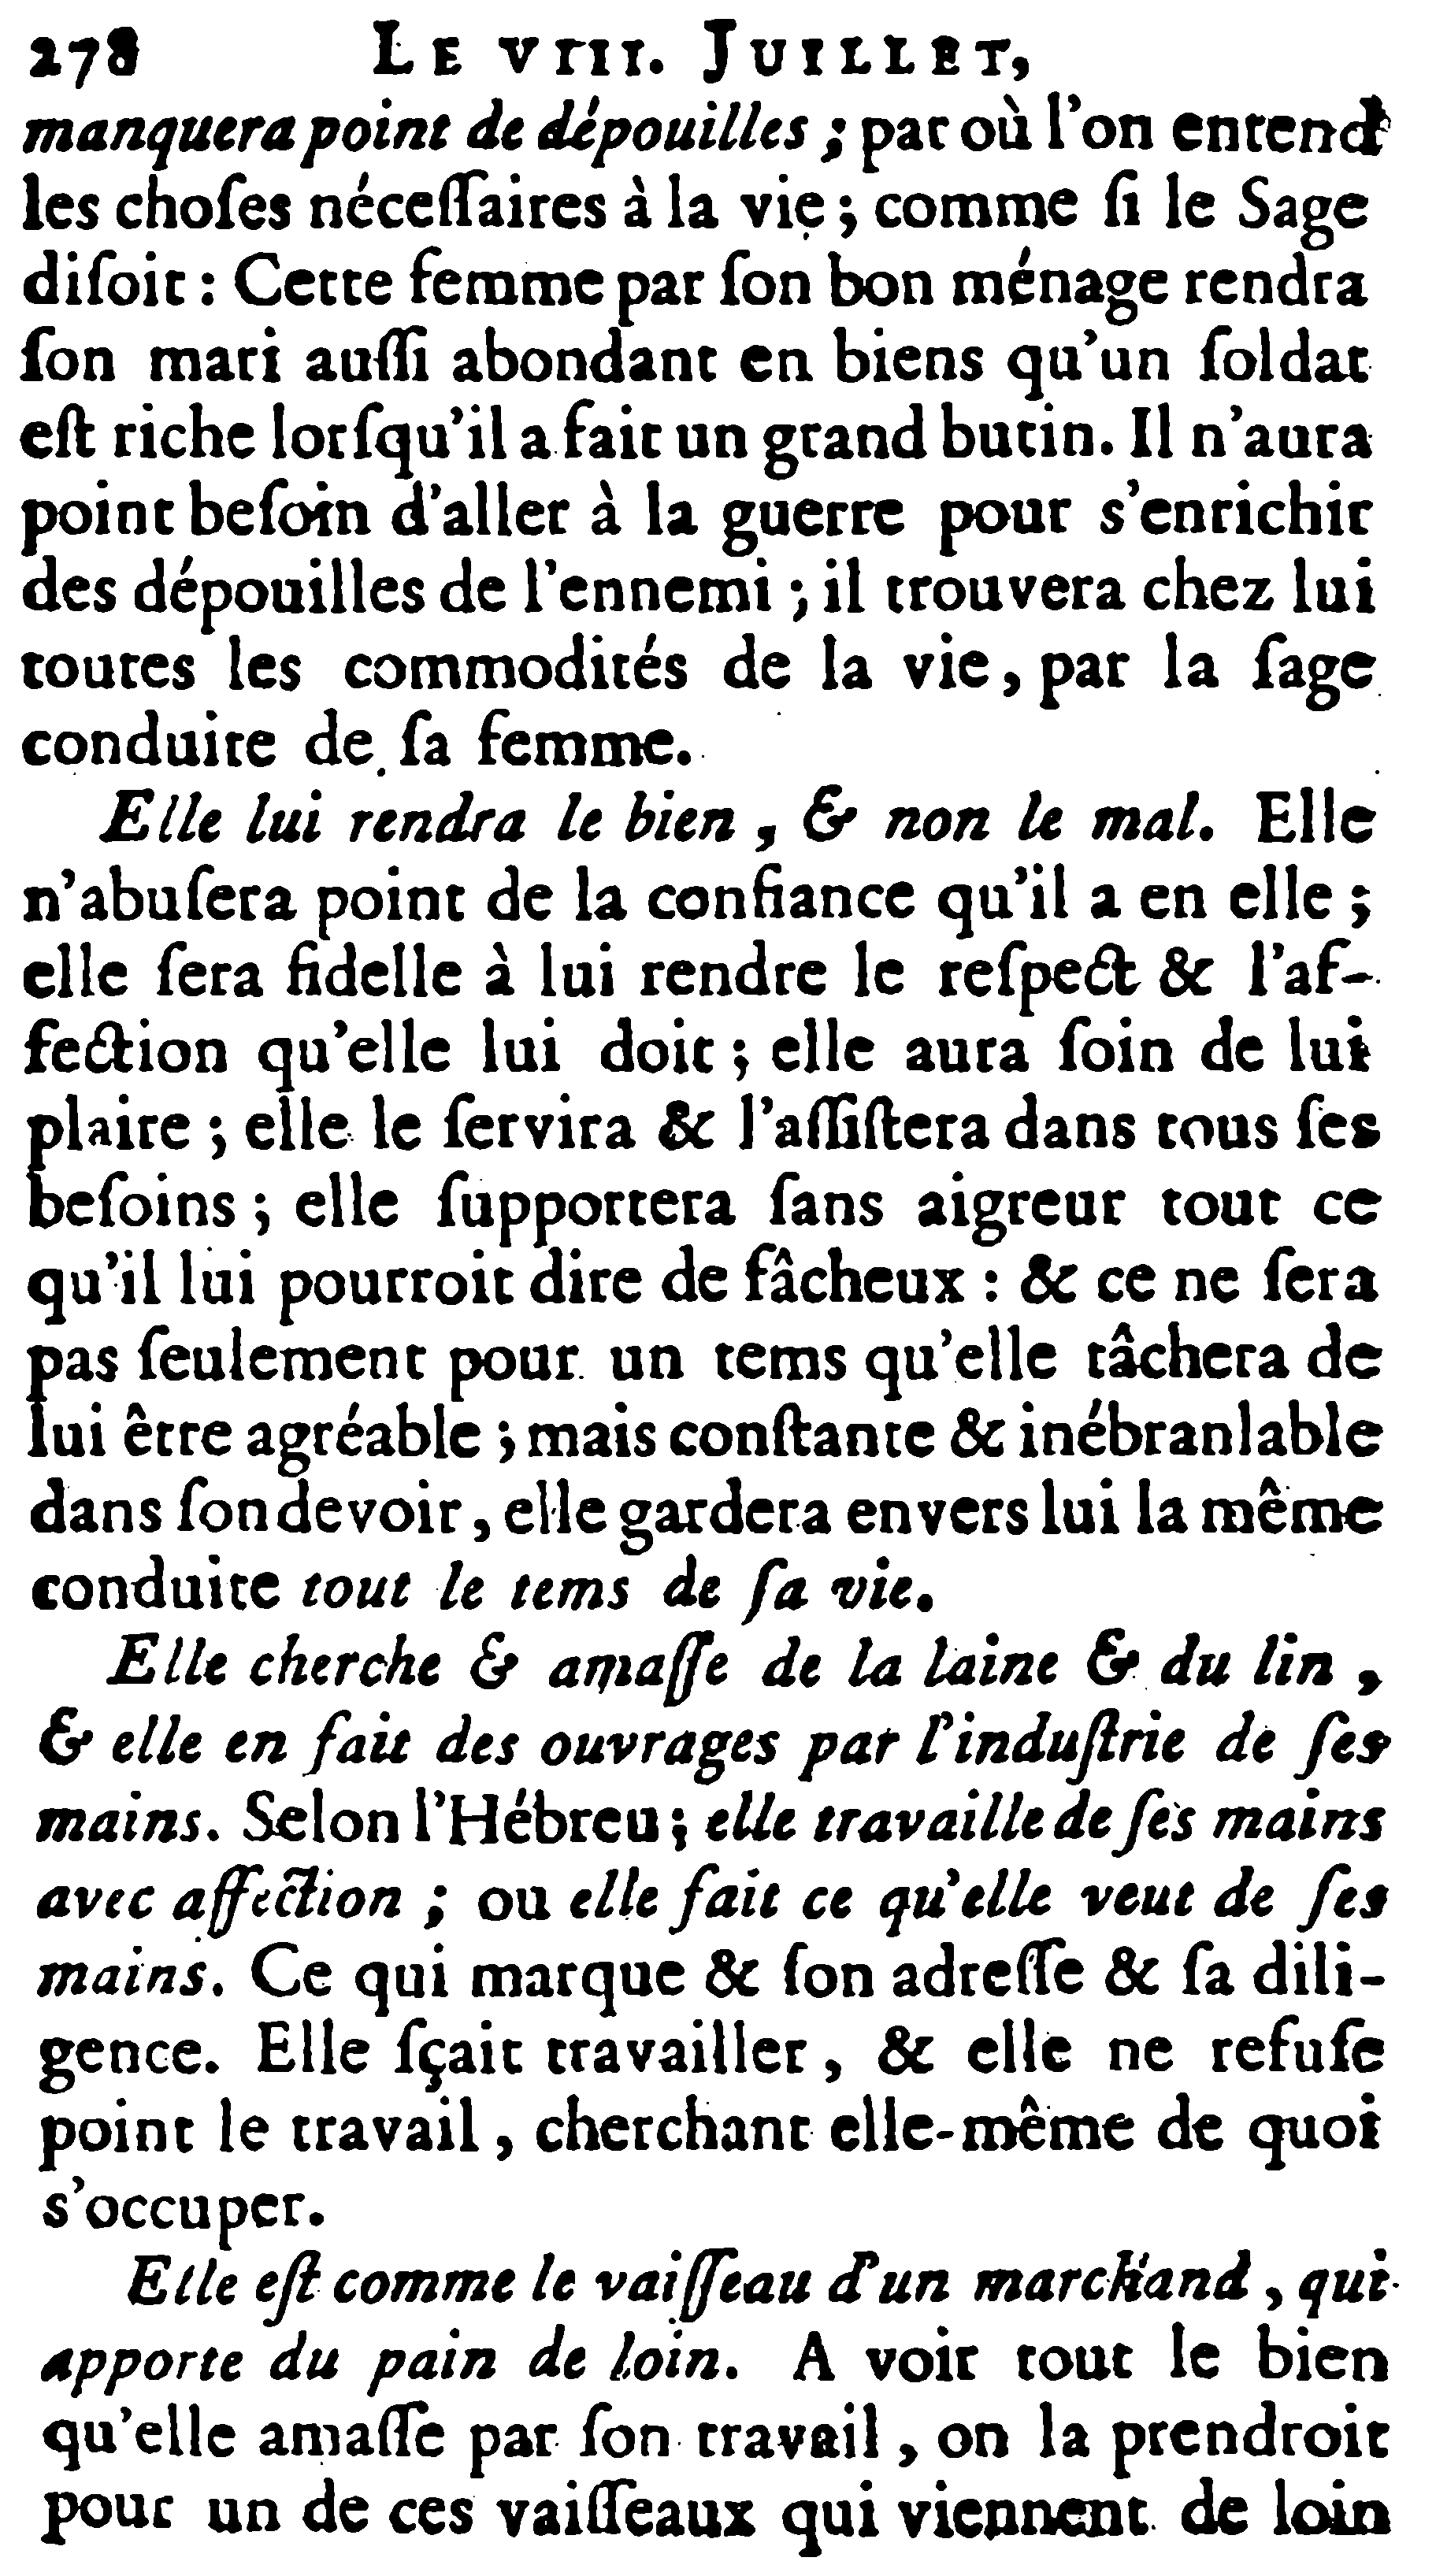 278 LE VIII. JUILLET,
manquera point de dépouilles ; par où l'on entend
les choſes néceſſaires à la vie ; comme ſi le Sage
diſoit : Cette femme par ſon bon ménage rendra
ſon mari auſſi abondant en biens qu'un ſoldat
eſt riche lorſqu'il a fait un grand butin. Il n'aura
point beſoin d'aller à la guerre pour s'enrichir
des dépouilles de l'ennemi ; il trouvera chez lui
toutes les commodités de la vie, par la ſage
conduite de ſa femme.
Elle lui rendra le bien , & non le mal. Elle
n'abuſera point de la confiance qu'il a en elle ;
elle ſera fidelle à lui rendre le reſpect & l'af-
fection qu'elle lui doit ; elle aura ſoin de lui
plaire ; elle le ſervira & l'aſſiſtera dans tous ſes
beſoins ; elle ſupportera ſans aigreur tout ce
qu'il lui pourroit dire de fâcheux : & ce ne ſera
pas ſeulement pour un tems qu'elle tâchera de
lui être agréable ; mais conſtante & inébranlable
dans ſon devoir, elle gardera envers lui la même
conduite tout le tems de ſa vie.
Elle cherche & amaſſe de la laine & du lin ,
& elle en fait des ouvrages par l'induſtrie de ſes
mains. Selon l'Hébreu ; elle travaille de ſes mains
avec affection ; ou elle fait ce qu'elle veut de ſes
mains. Ce qui marque & ſon adreſſe & ſa dili-
gence. Elle ſçait travailler , & elle ne refuſe
point le travail , cherchant elle-même de quoi
s'occuper.
Elle eſt comme le vaiſſeau d'un marchand , qui
apporte du pain de loin. A voir tout le bien
qu'elle amaſſe par ſon travail , on la prendroit
pour un de ces vaiſſeaux qui viennent de loin